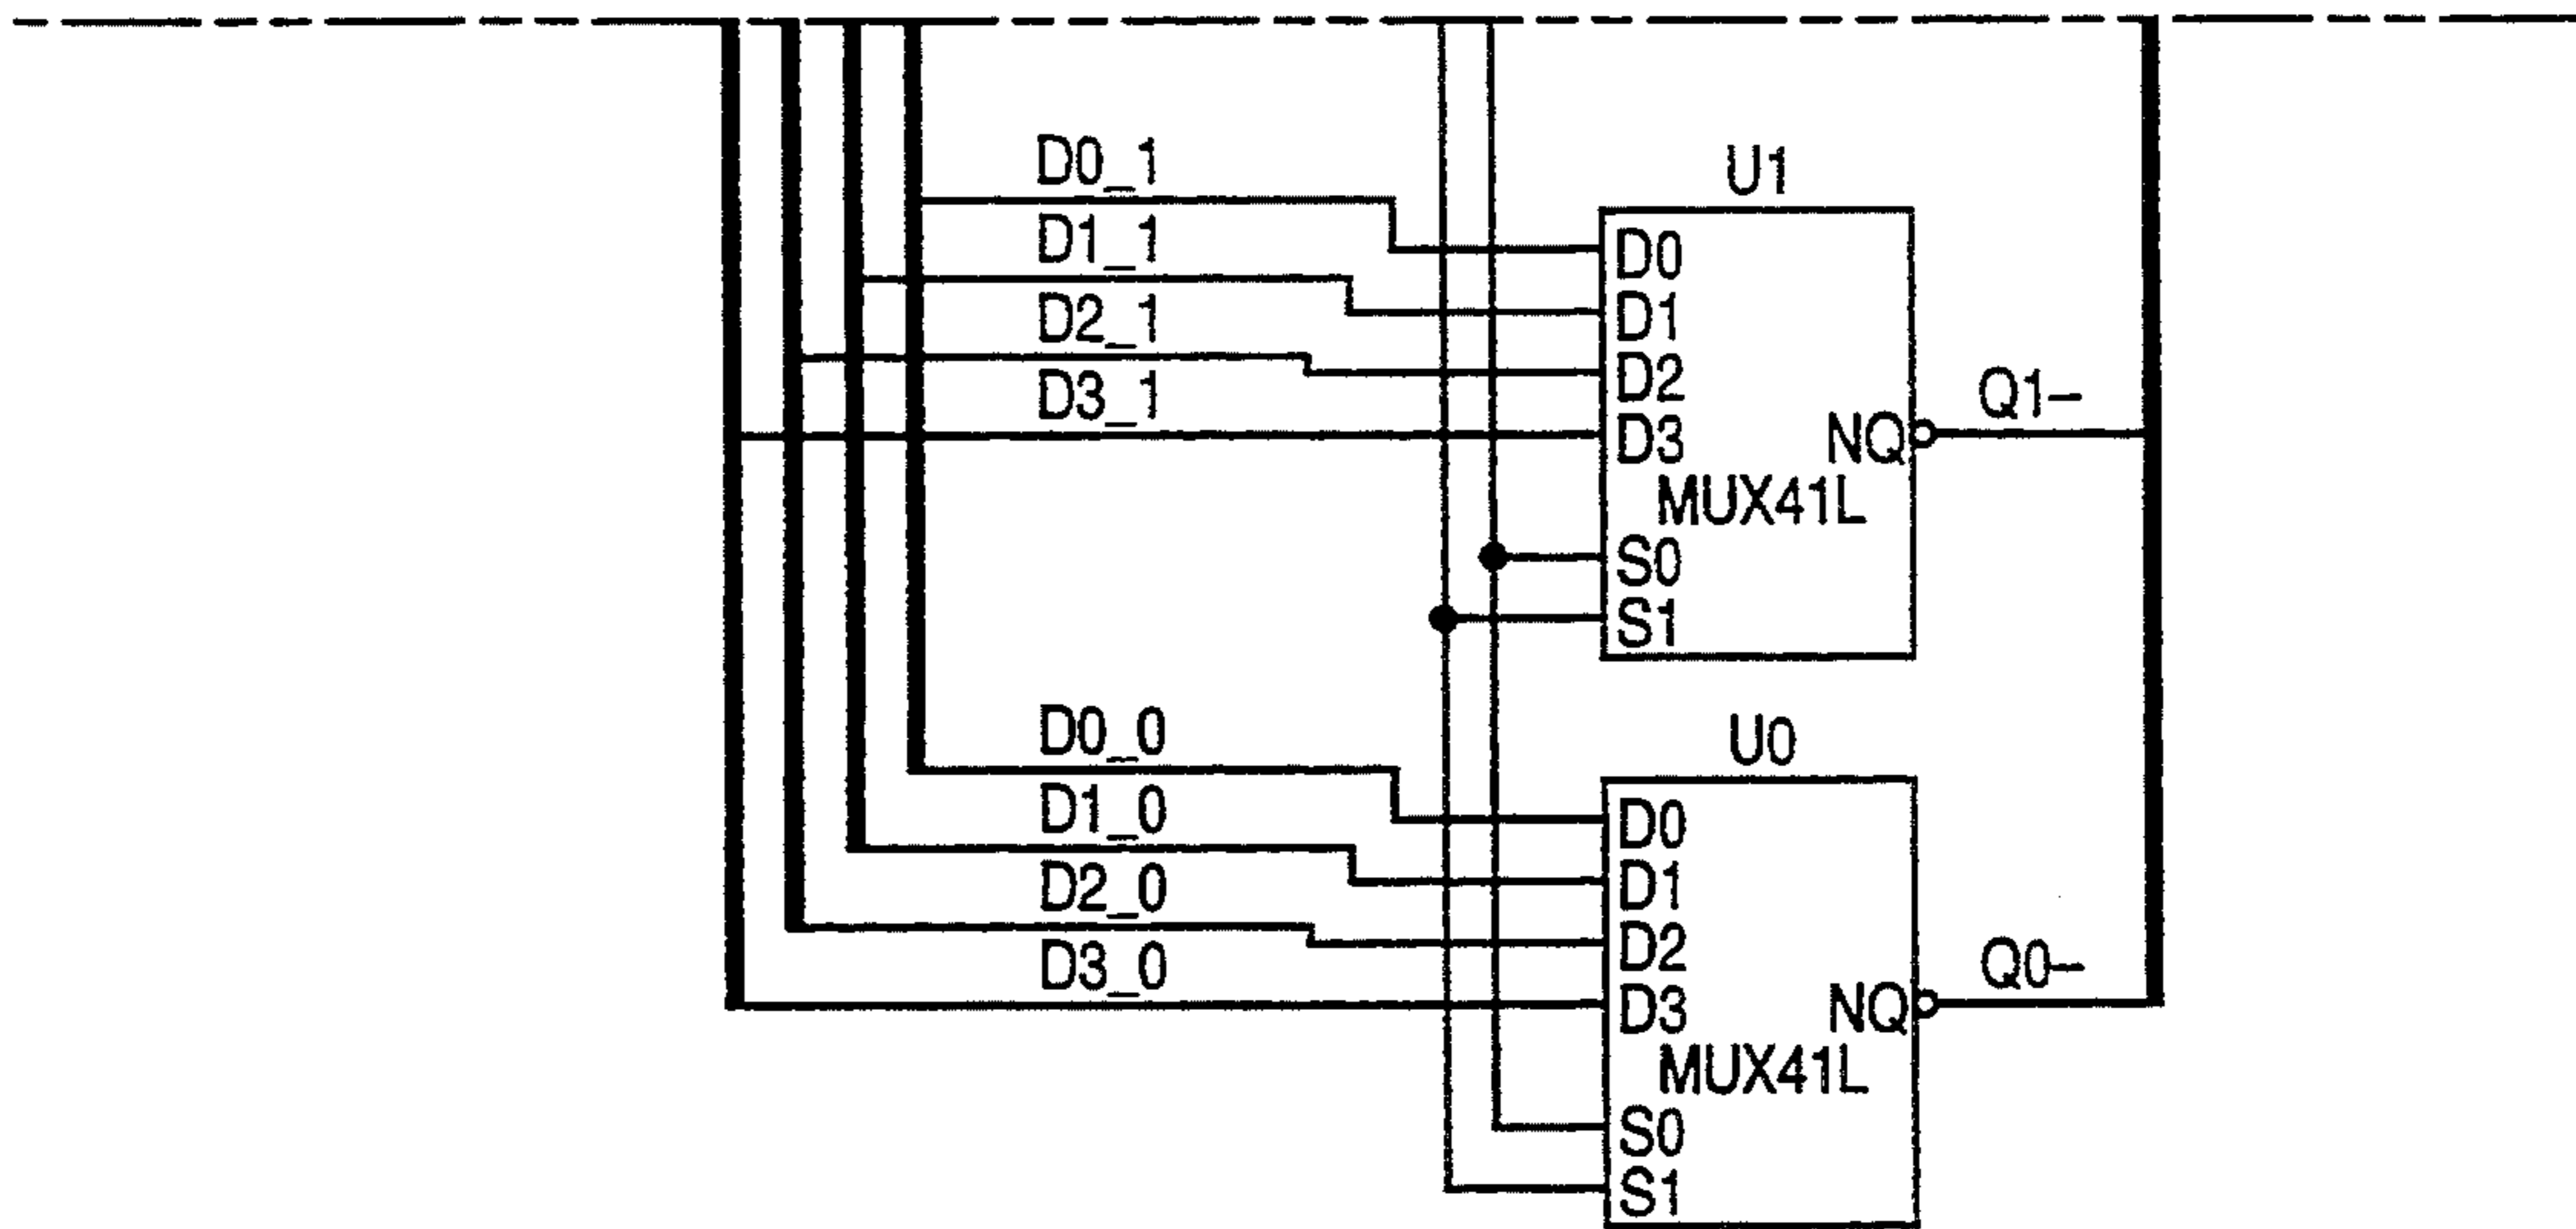 D0_1
D1_1
D2_1
D3_1
U1
D0
D1
D2
D3
NQ
MUX41L
S0
S1
Q1–
D0_0
D1_0
D2_0
D3_0
U0
D0
D1
D2
D3
NQ
MUX41L
S0
S1
Q0–